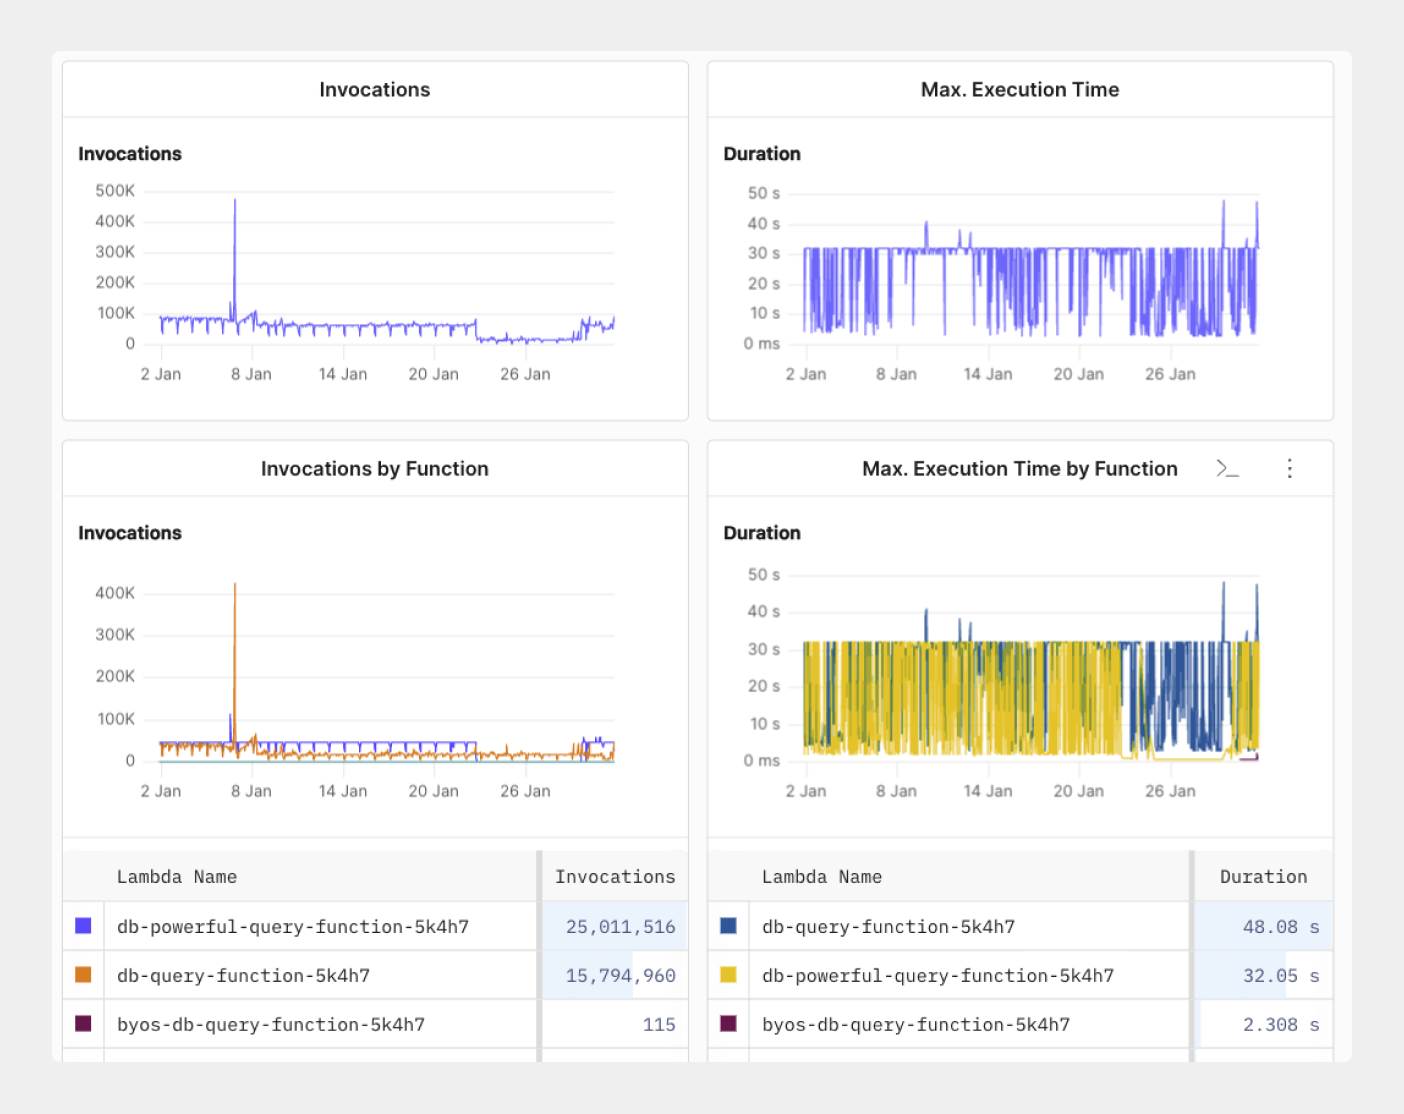 Invocations
Invocations
500K
400K
300K
200K
100K
0
2 Jan 8 Jan 14 Jan 20 Jan 26 Jan
Max. Execution Time
Duration
50 s
40 s
30 s
20 s
10 s
0 ms
2 Jan 8 Jan 14 Jan 20 Jan 26 Jan
Invocations by Function
Invocations
400K
300K
200K
100K
0
2 Jan 8 Jan 14 Jan 20 Jan 26 Jan
Lambda Name Invocations
db-powerful-query-function-5k4h7 25,011,516
db-query-function-5k4h7 15,794,960
byos-db-query-function-5k4h7 115
Max. Execution Time by Function
Duration
50 s
40 s
30 s
20 s
10 s
0 ms
2 Jan 8 Jan 14 Jan 20 Jan 26 Jan
Lambda Name Duration
db-query-function-5k4h7 48.08 s
db-powerful-query-function-5k4h7 32.05 s
byos-db-query-function-5k4h7 2.308 s